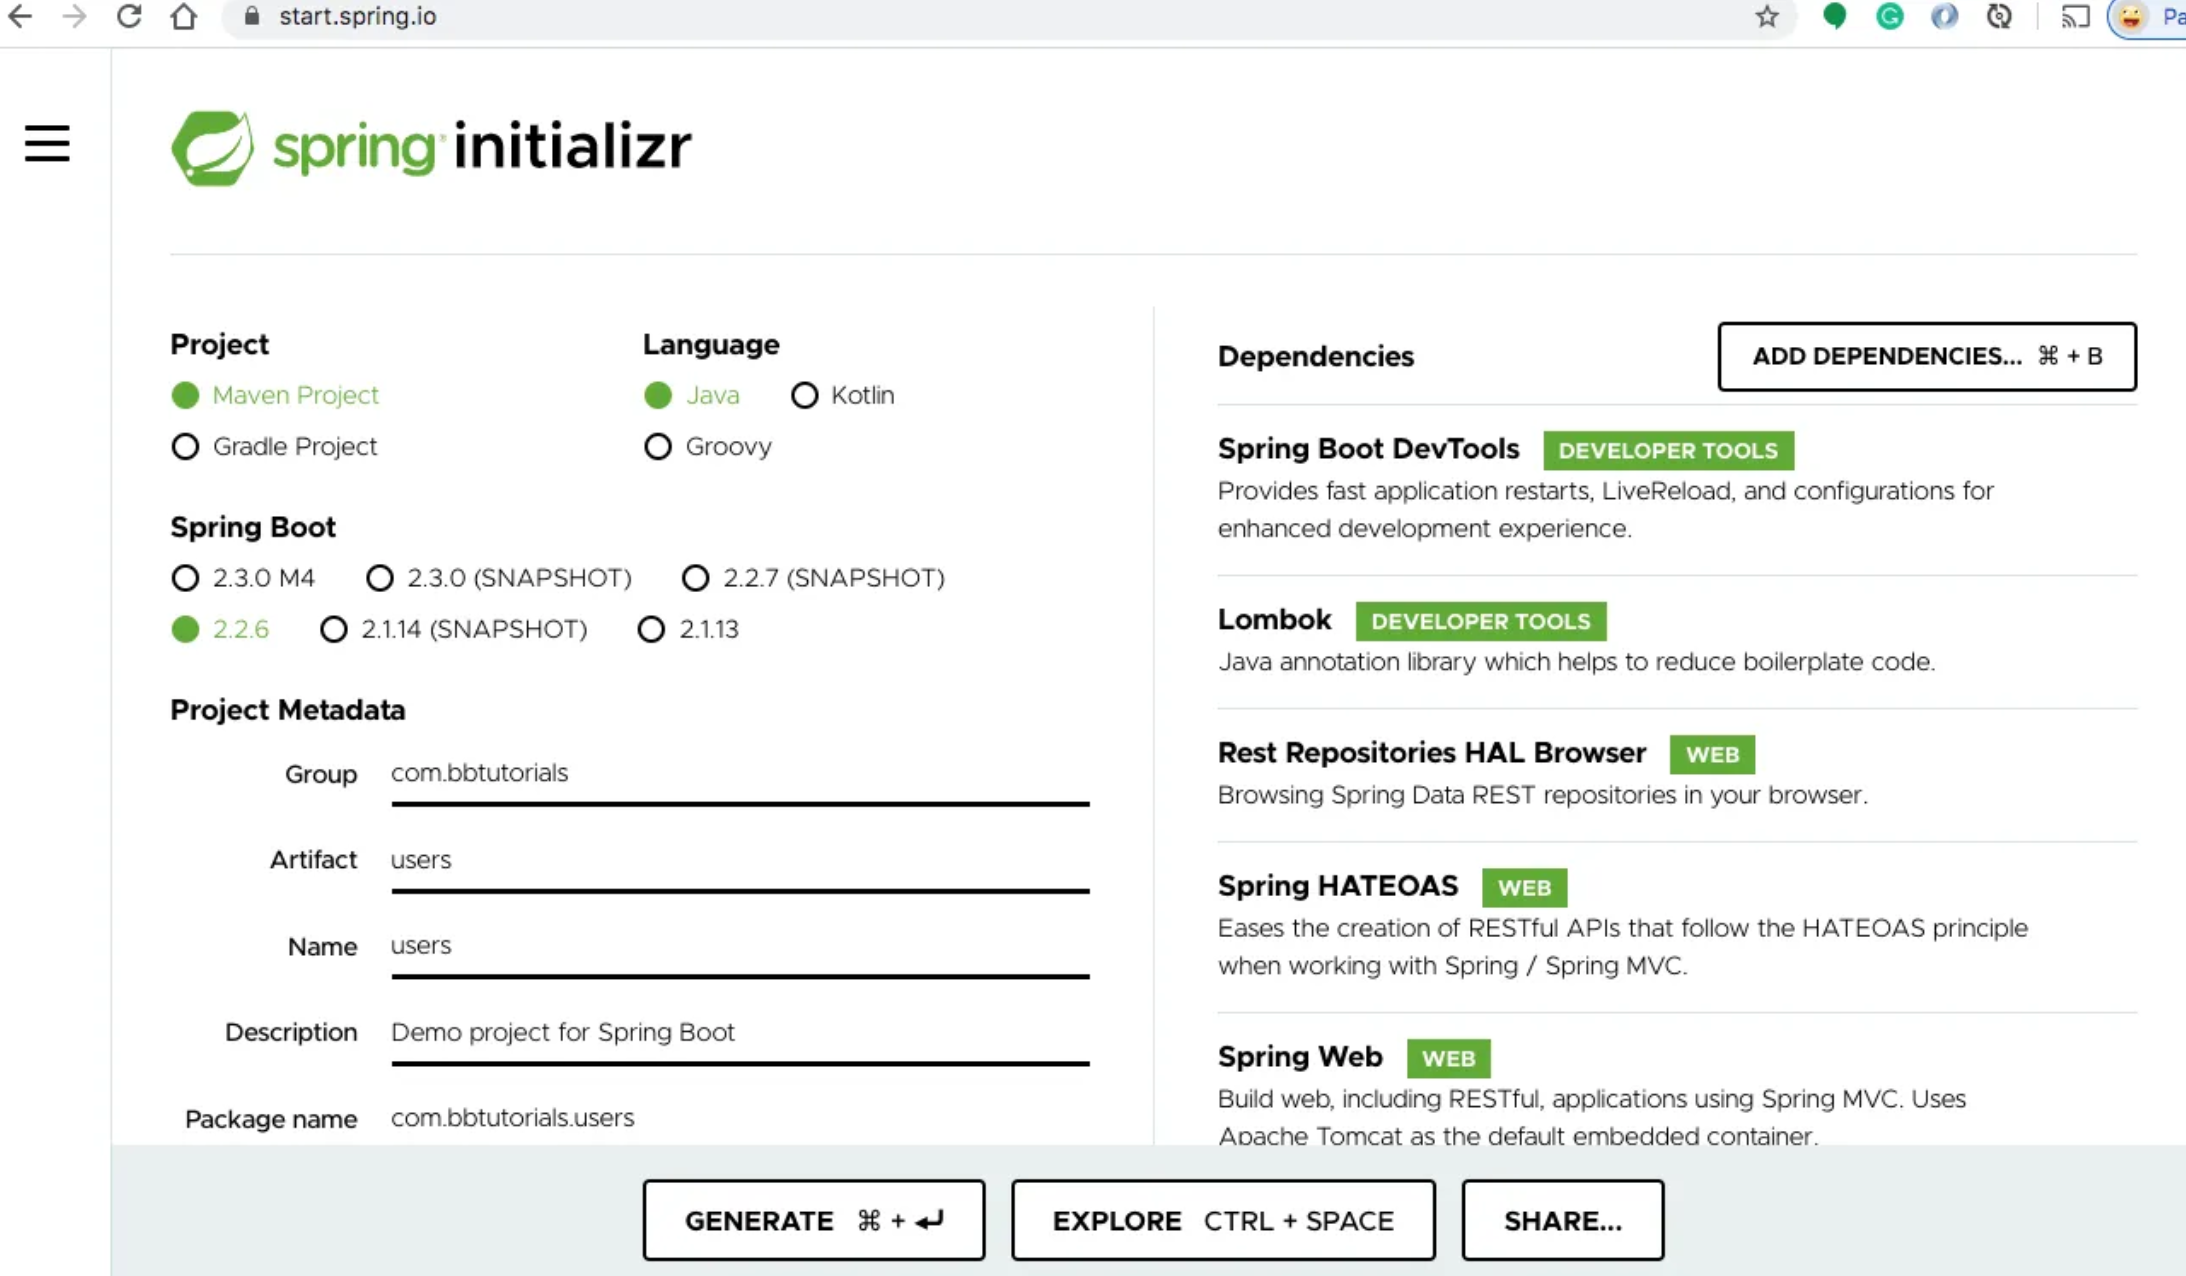 start.spring.io
Pa
spring initializr
Project
Maven Project
Gradle Project
Language
Java Kotlin
Groovy
Spring Boot
2.3.0 M4 2.3.0 (SNAPSHOT) 2.2.7 (SNAPSHOT)
2.2.6 2.1.14 (SNAPSHOT) 2.1.13
Project Metadata
Group com.bbtutorials
Artifact users
Name users
Description Demo project for Spring Boot
Package name com.bbtutorials.users
Dependencies
ADD DEPENDENCIES... ⌘ + B
Spring Boot DevTools DEVELOPER TOOLS
Provides fast application restarts, LiveReload, and configurations for
enhanced development experience.
Lombok DEVELOPER TOOLS
Java annotation library which helps to reduce boilerplate code.
Rest Repositories HAL Browser WEB
Browsing Spring Data REST repositories in your browser.
Spring HATEOAS WEB
Eases the creation of RESTful APIs that follow the HATEOAS principle
when working with Spring / Spring MVC.
Spring Web WEB
Build web, including RESTful, applications using Spring MVC. Uses
Apache Tomcat as the default embedded container.
GENERATE ⌘ + ↵
EXPLORE CTRL + SPACE
SHARE...